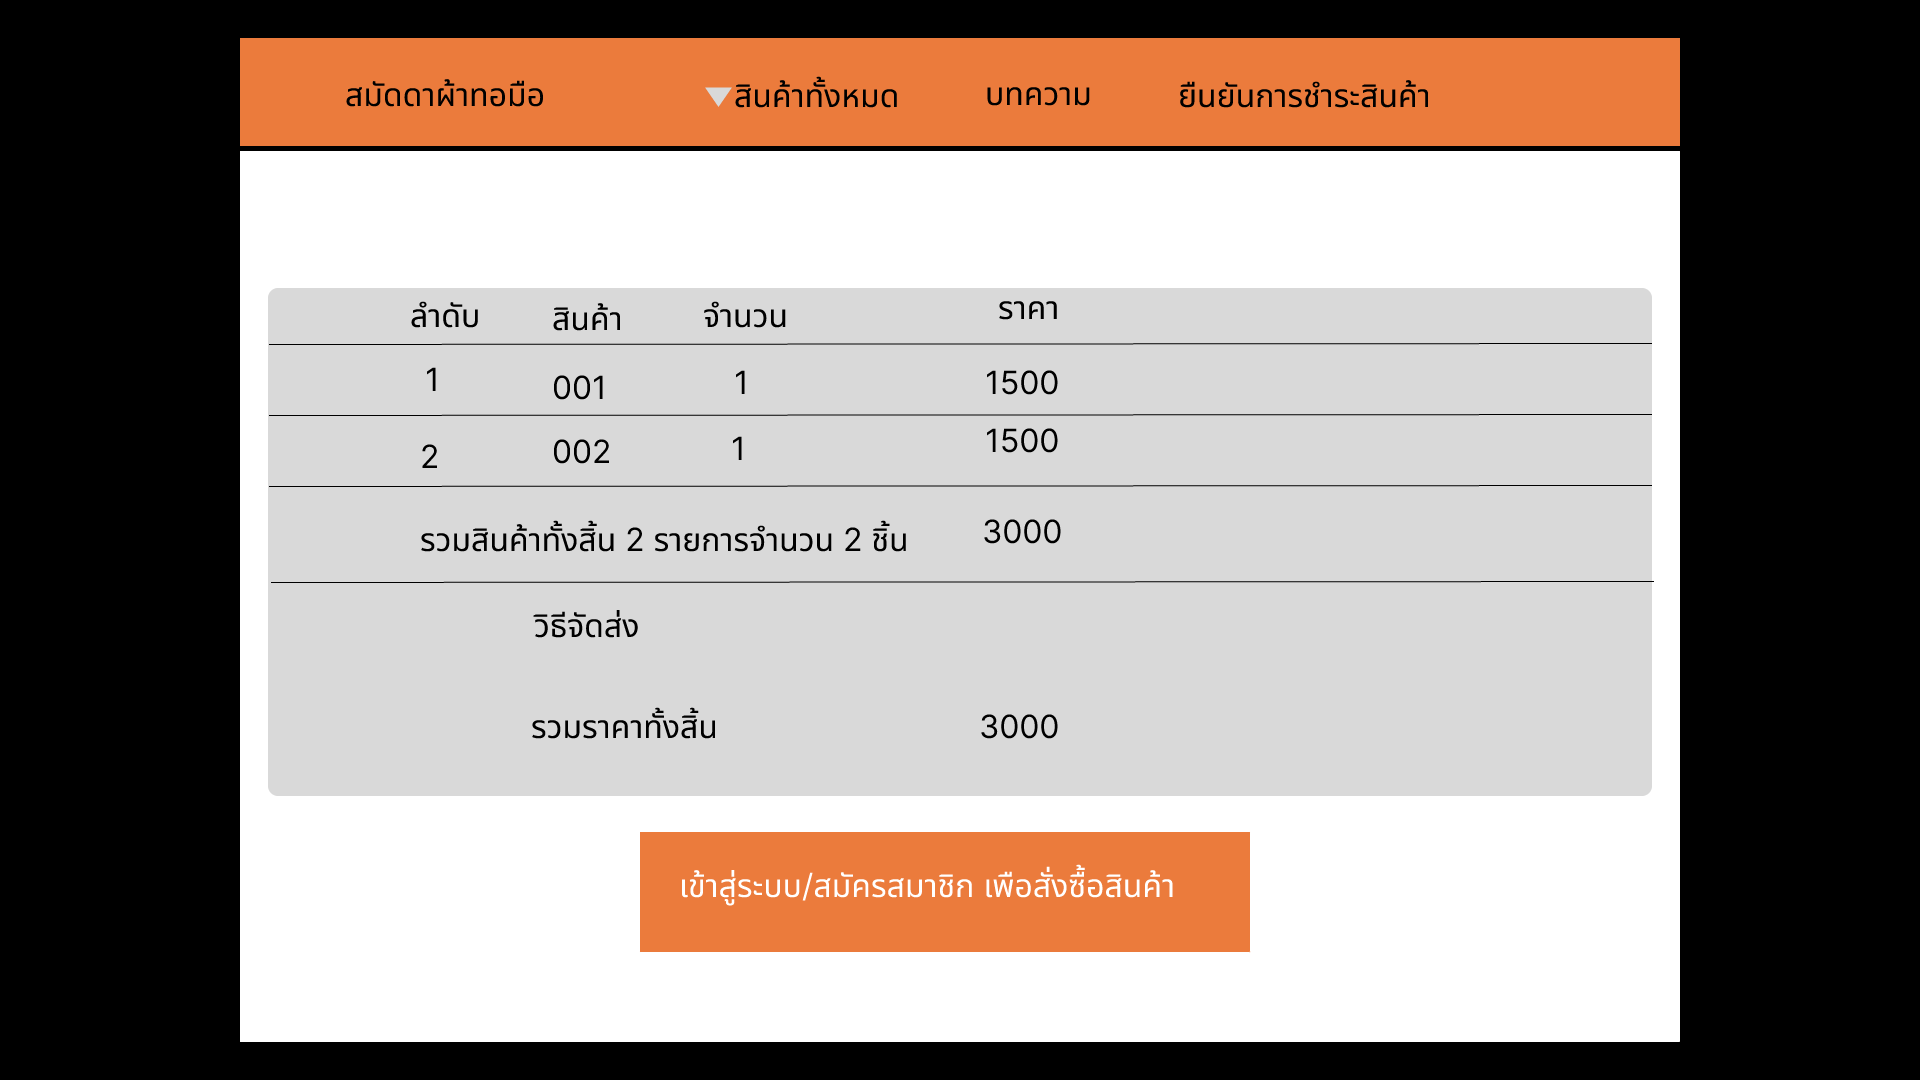 สมัดดาผ้าทอมือ สินค้าทั้งหมด บทความ ยืนยันการชำระสินค้า
ลำดับ สินค้า จำนวน ราคา
1 001 1 1500
2 002 1 1500
รวมสินค้าทั้งสิ้น 2 รายการจำนวน 2 ชิ้น 3000
วิธีจัดส่ง
รวมราคาทั้งสิ้น 3000
เข้าสู่ระบบ/สมัครสมาชิก เพือสั่งซื้อสินค้า